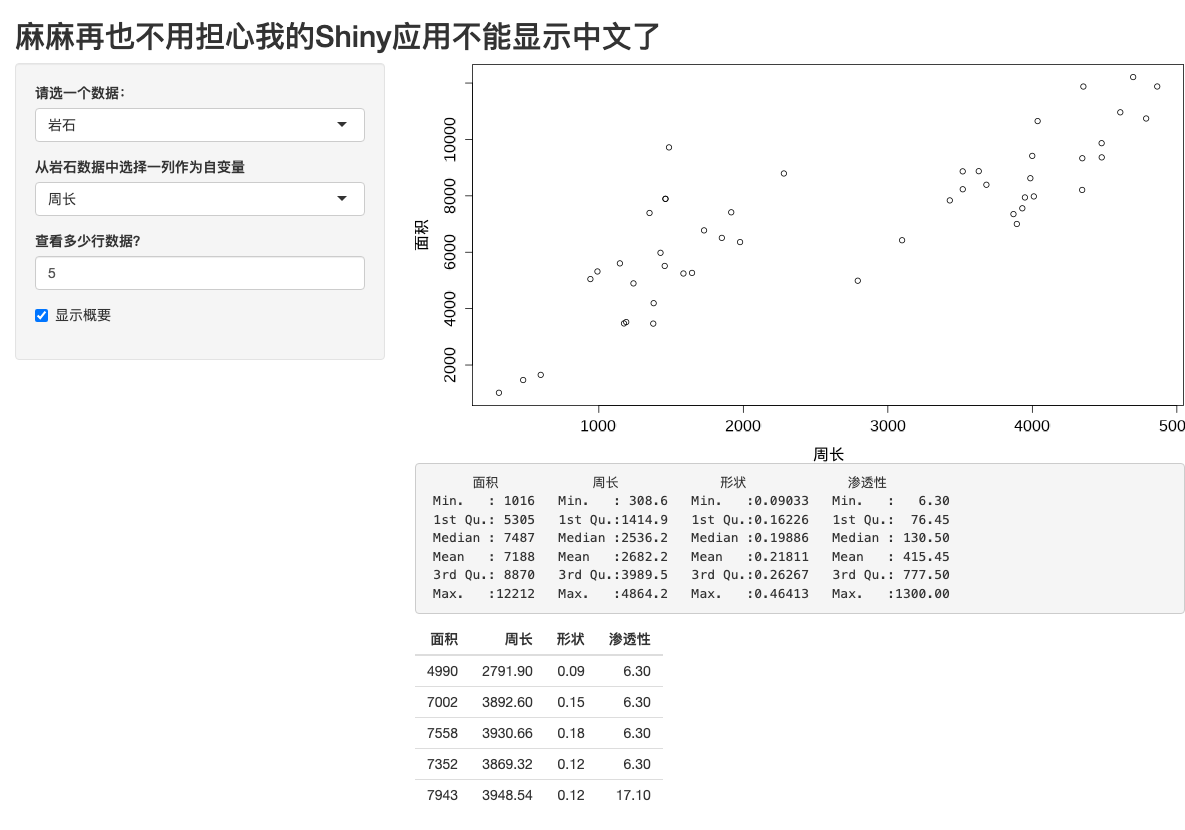 麻麻再也不用担心我的Shiny应用不能显示中文了
请选一个数据:
岩石
从岩石数据中选择一列作为自变量
周长
查看多少行数据?
5
显示概要
面积
10000
8000
6000
4000
2000
1000 2000 3000 4000 500
周长
面积 周长 形状 渗透性
Min. : 1016 Min. : 308.6 Min. :0.09033 Min. : 6.30
1st Qu.: 5305 1st Qu.:1414.9 1st Qu.:0.16226 1st Qu.: 76.45
Median : 7487 Median :2536.2 Median :0.19886 Median : 130.50
Mean : 7188 Mean :2682.2 Mean :0.21811 Mean : 415.45
3rd Qu.: 8870 3rd Qu.:3989.5 3rd Qu.:0.26267 3rd Qu.: 777.50
Max. :12212 Max. :4864.2 Max. :0.46413 Max. :1300.00
面积 周长 形状 渗透性
4990 2791.90 0.09 6.30
7002 3892.60 0.15 6.30
7558 3930.66 0.18 6.30
7352 3869.32 0.12 6.30
7943 3948.54 0.12 17.10